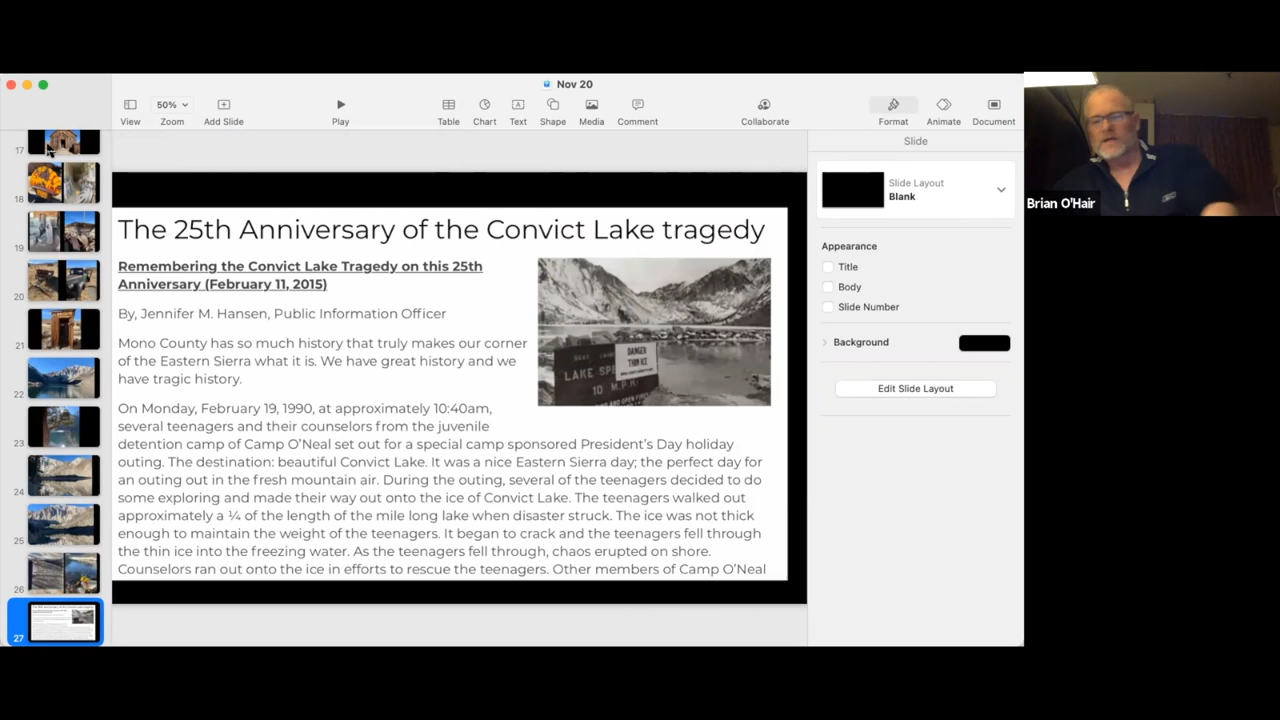 Nov 20
50%
View
Zoom
Add Slide
Play
Table
Chart
Text
Shape
Media
Comment
Collaborate
Format
Animate
Document
17
18
19
20
21
22
23
24
25
26
27
The 25th Anniversary of the Convict Lake tragedy
Remembering the Convict Lake Tragedy on this 25th
Anniversary (February 11, 2015)
By, Jennifer M. Hansen, Public Information Officer
Mono County has so much history that truly makes our corner
of the Eastern Sierra what it is. We have great history and we
have tragic history.
On Monday, February 19, 1990, at approximately 10:40am,
several teenagers and their counselors from the juvenile
detention camp of Camp O’Neal set out for a special camp sponsored President’s Day holiday
outing. The destination: beautiful Convict Lake. It was a nice Eastern Sierra day; the perfect day for
an outing out in the fresh mountain air. During the outing, several of the teenagers decided to do
some exploring and made their way out onto the ice of Convict Lake. The teenagers walked out
approximately a ¼ of the length of the mile long lake when disaster struck. The ice was not thick
enough to maintain the weight of the teenagers. It began to crack and the teenagers fell through
the thin ice into the freezing water. As the teenagers fell through, chaos erupted on shore.
Counselors ran out onto the ice in efforts to rescue the teenagers. Other members of Camp O’Neal
DANGER
THIN ICE
LAKE SPE
10 M.P.H.
Slide
Slide Layout
Blank
Appearance
Title
Body
Slide Number
Background
Edit Slide Layout
Brian O'Hair